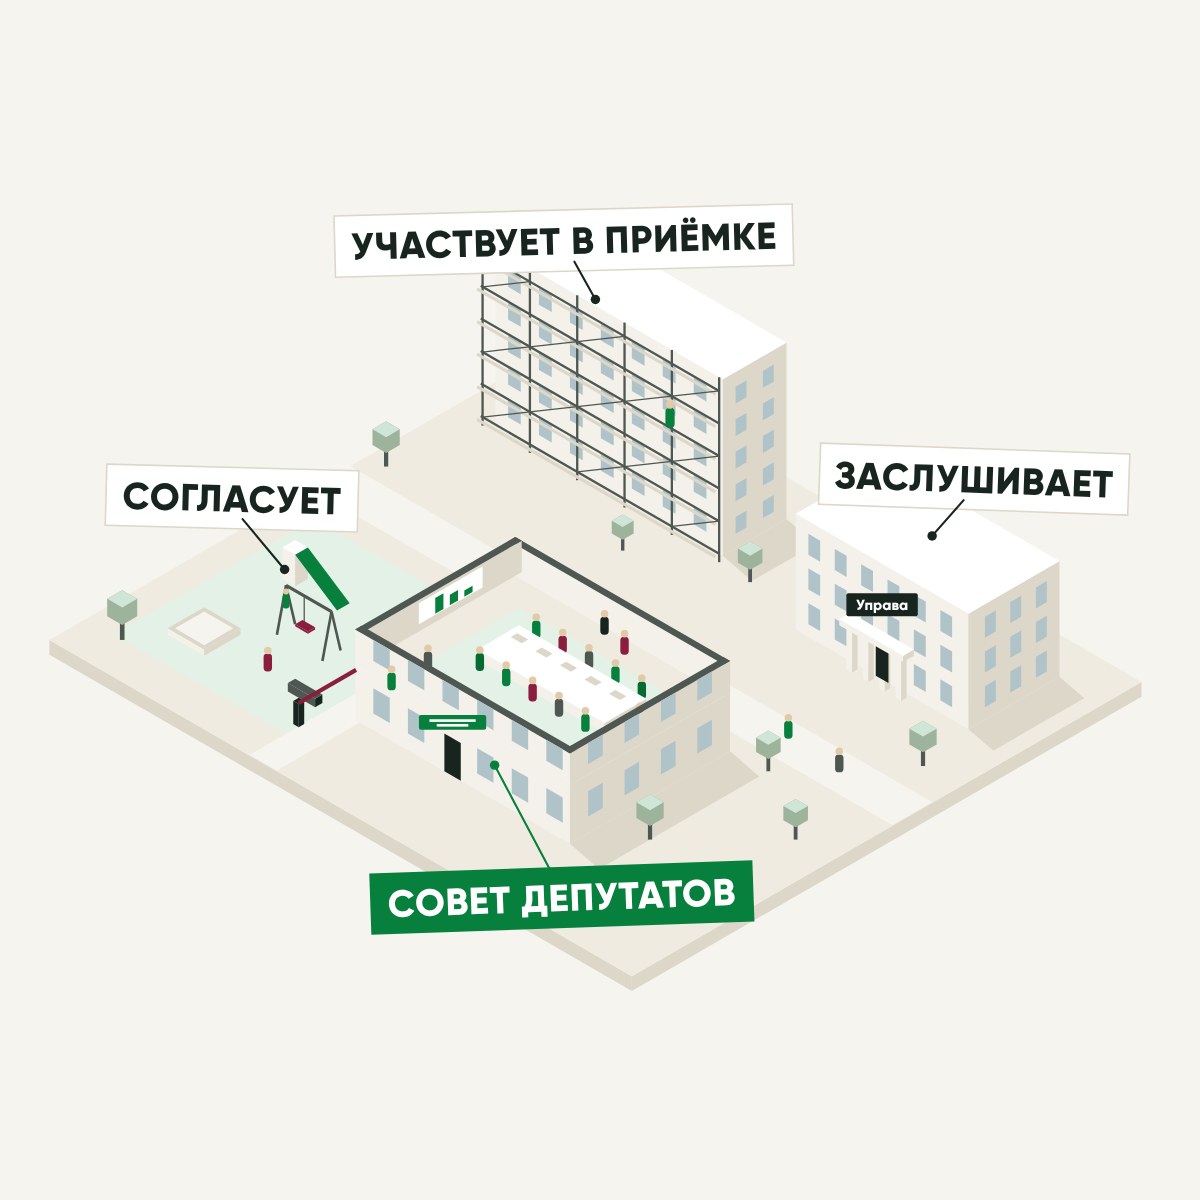 УЧАСТВУЕТ В ПРИЁМКЕ
СОГЛАСУЕТ
ЗАСЛУШИВАЕТ
Управа
СОВЕТ ДЕПУТАТОВ